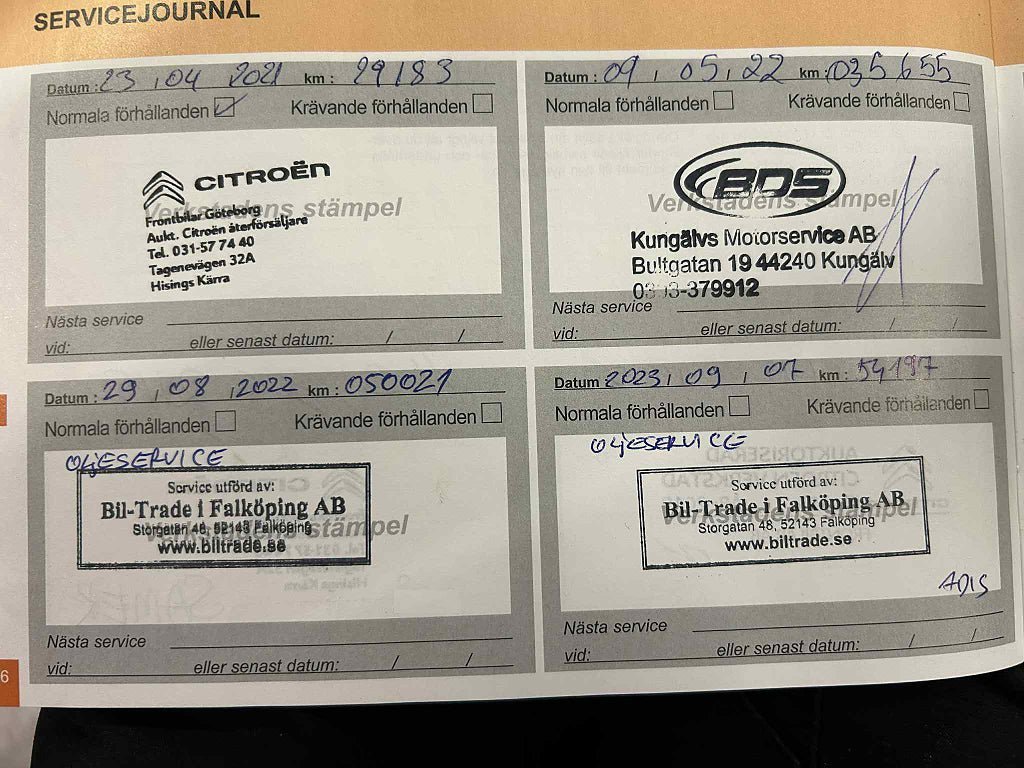 SERVICEJOURNAL
Datum : 23 , 04 2021 km : 29183
Normala förhållanden Krävande förhållanden
CITROËN
Verkstadens stämpel
Frontbilar Göteborg
Aukt. Citroën återförsäljare
Tel. 031-57 74 40
Tagenevägen 32A
Hisings Kärra
Nästa service
vid: eller senast datum: / /
Datum : 09 , 05 , 22 km : 035655
Normala förhållanden Krävande förhållanden
BDS
Verkstadens stämpel
Kungälvs Motorservice AB
Bultgatan 19 44240 Kungälv
-379912
Nästa service
vid: eller senast datum: / /
Datum : 29 , 08 , 2022 km : 050021
Normala förhållanden Krävande förhållanden
OljESERVICE
Service utförd av:
Bil-Trade i Falköping AB
Storgatan 48, 52143 Falköping
Verkstadens stämpel
www.biltrade.se
Nästa service
vid: eller senast datum: / /
Datum 2023 , 09 , 07 km : 54197
Normala förhållanden Krävande förhållanden
OljESERVICE
Service utförd av:
Bil-Trade i Falköping AB
Verkstadens stämpel
Storgatan 48, 52143 Falköping
www.biltrade.se
ADIS
Nästa service
vid: eller senast datum: / /
6